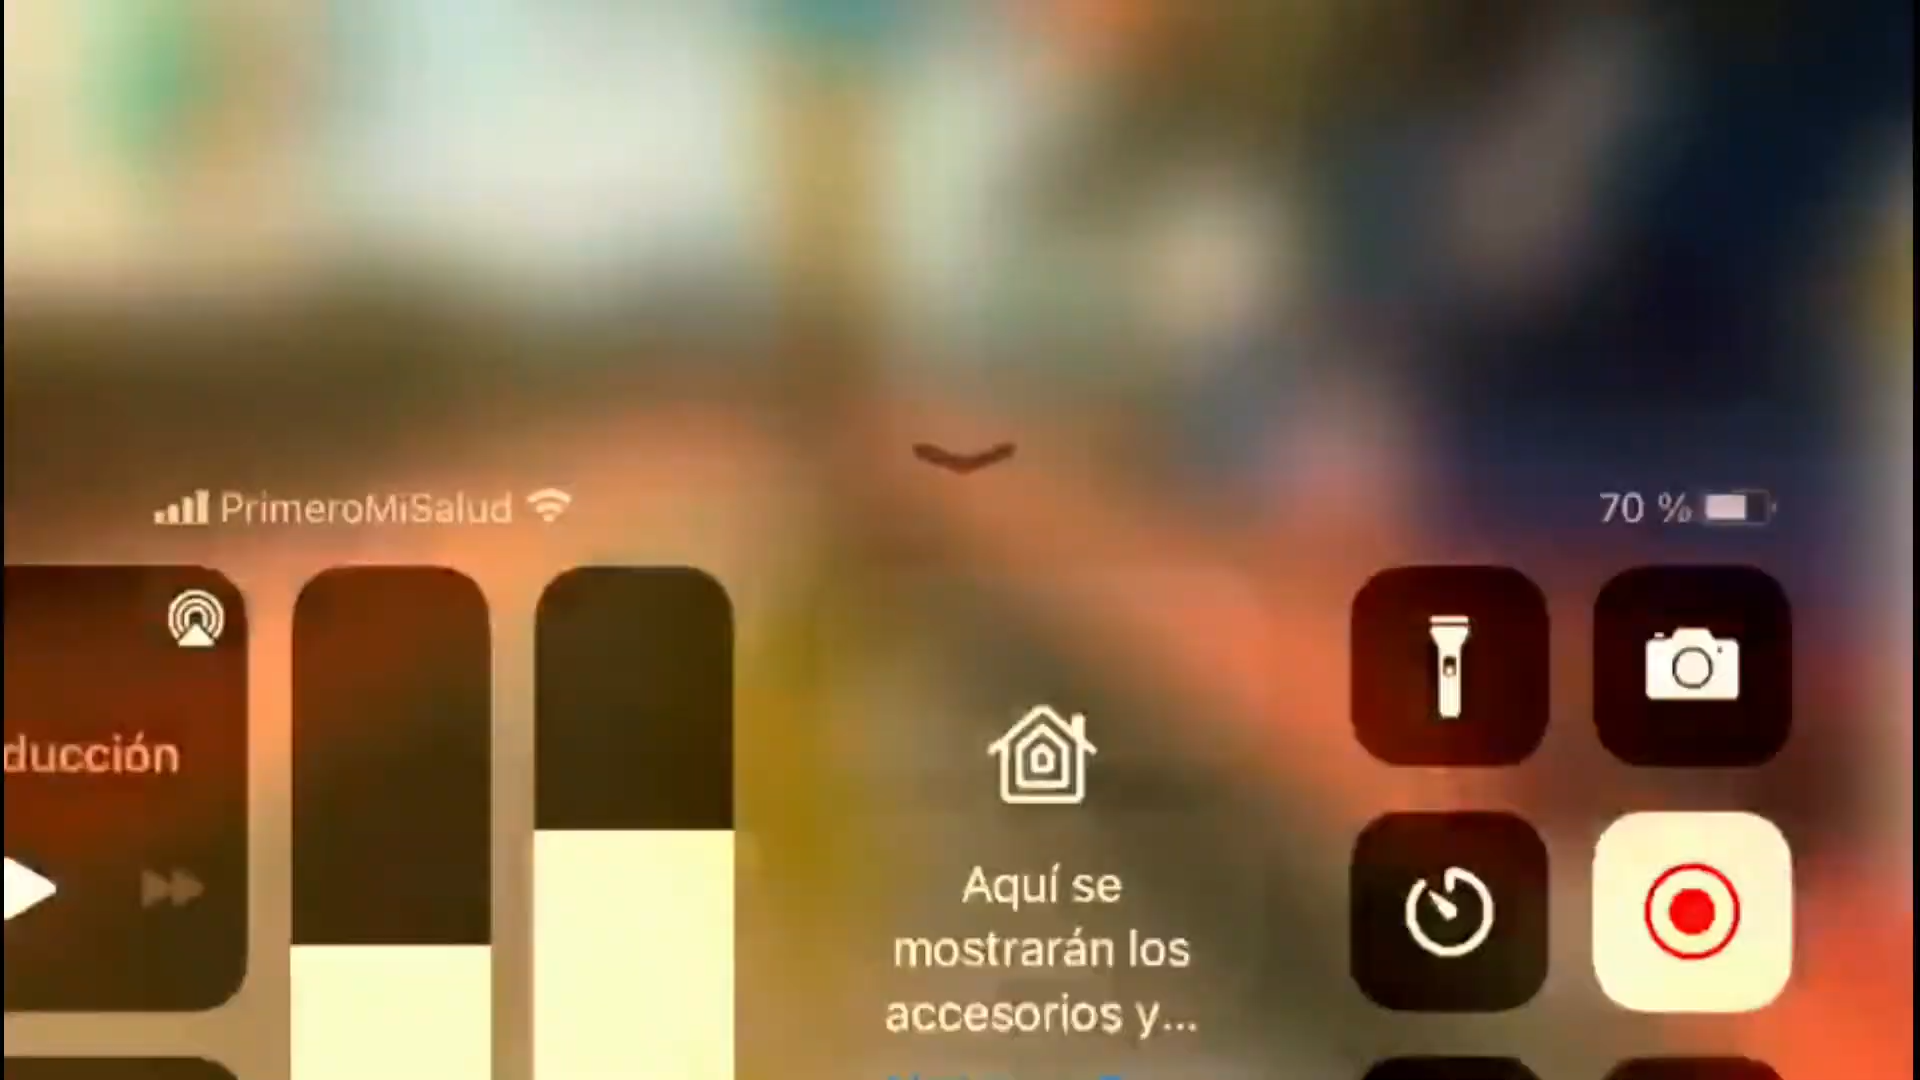 PrimeroMiSalud
70 %
ducción
Aquí se
mostrarán los
accesorios y...